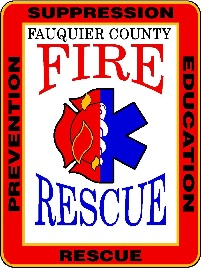 SUPPRESSION
FAUQUIER COUNTY
FIRE
PREVENTION
EDUCATION
RESCUE
RESCUE